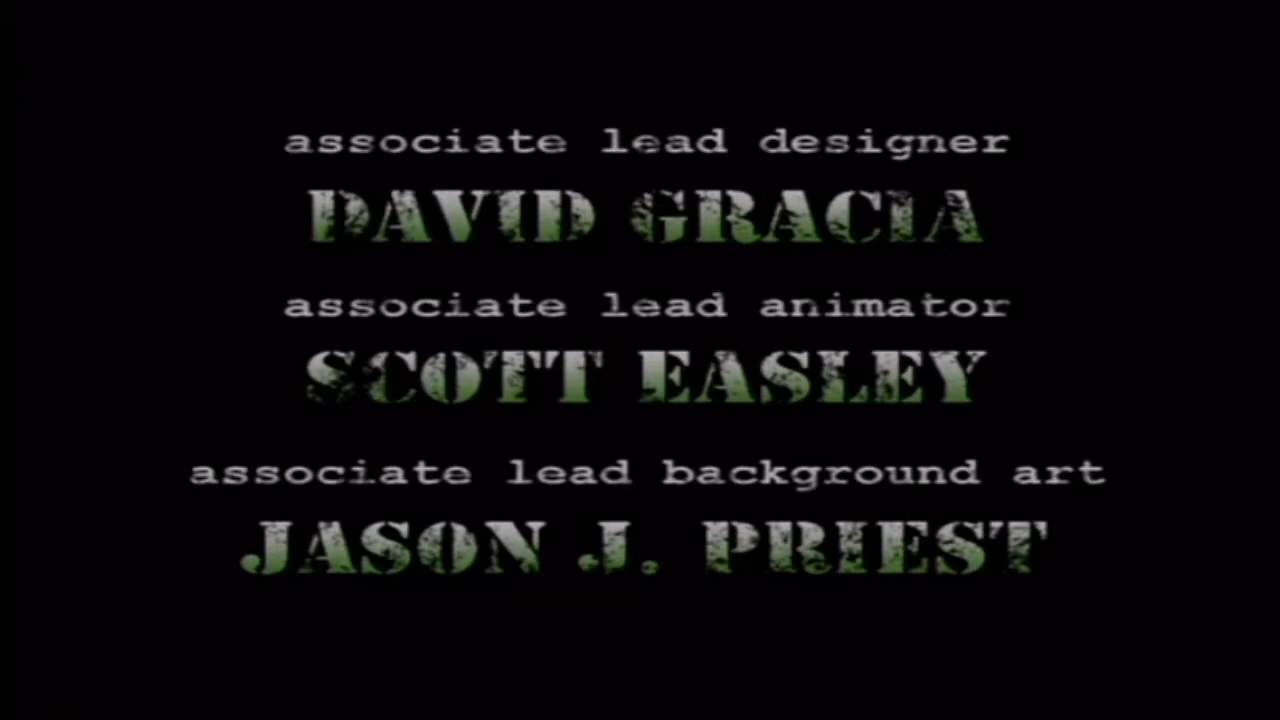 associate lead designer
DAVID GRACIA
associate lead animator
SCOTT EASLEY
associate lead background art
JASON J. PRIEST